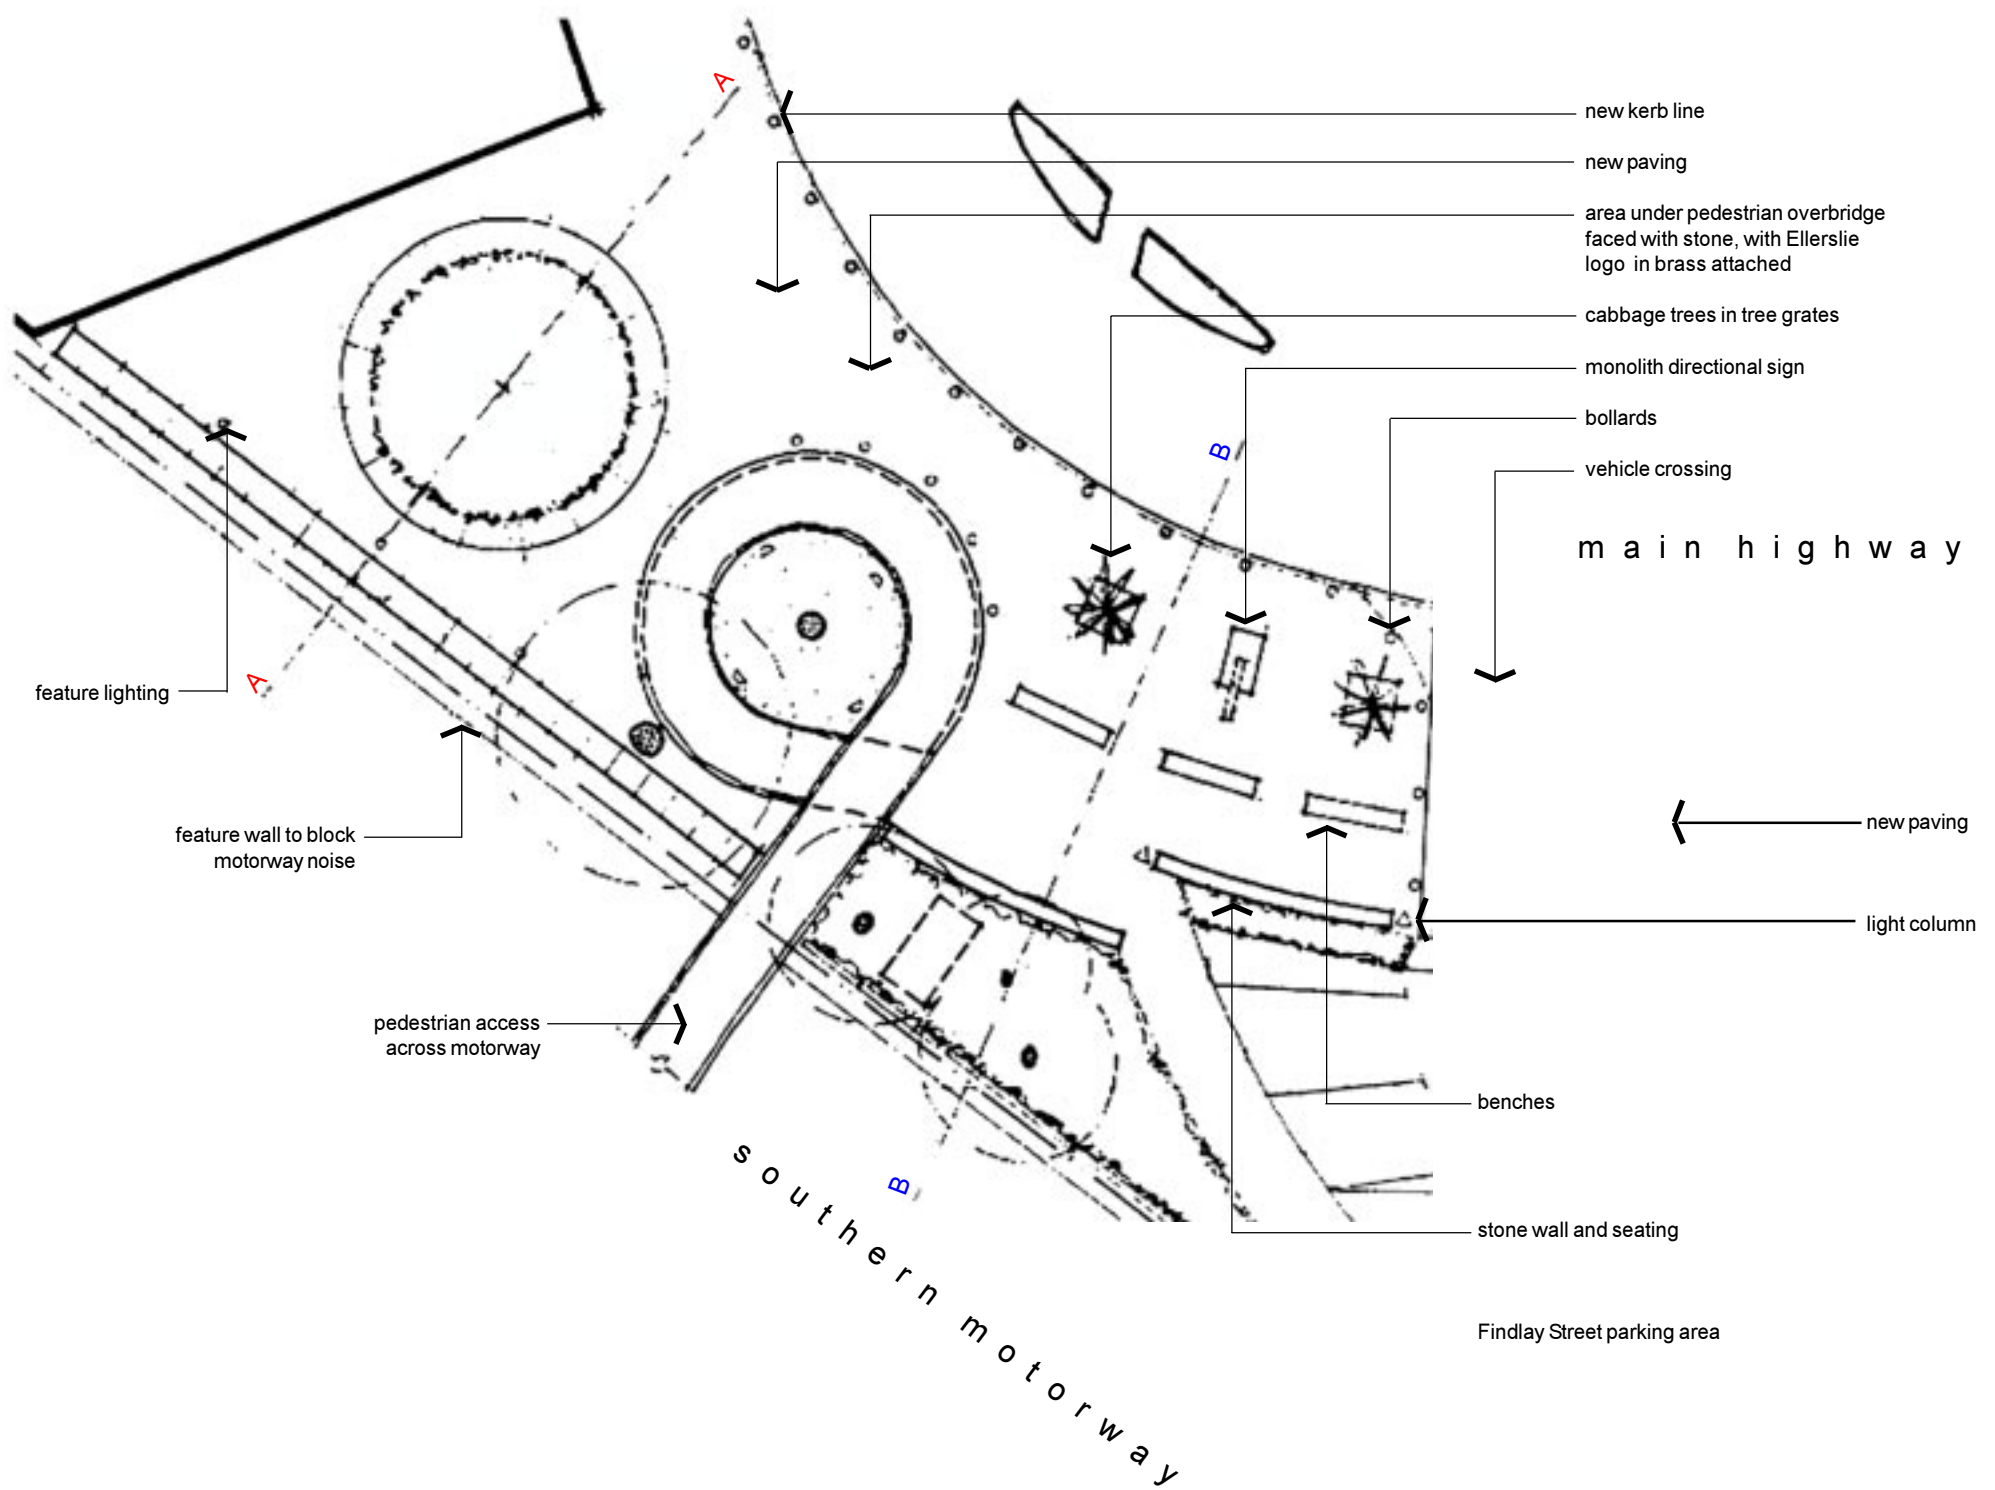 A
new kerb line
new paving
area under pedestrian overbridge
faced with stone, with Ellerslie
logo in brass attached
cabbage trees in tree grates
monolith directional sign
bollards
B
vehicle crossing
main highway
feature lighting
A
feature wall to block
motorway noise
new paving
light column
pedestrian access
across motorway
benches
B
southern motorway
stone wall and seating
Findlay Street parking area